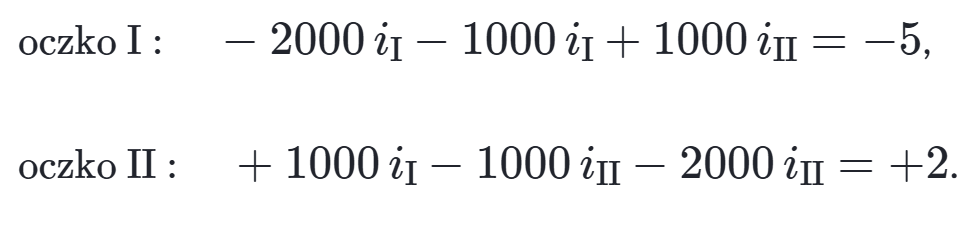 oczko I : − 2000 i_I − 1000 i_I + 1000 i_II = −5,
oczko II : + 1000 i_I − 1000 i_II − 2000 i_II = +2.